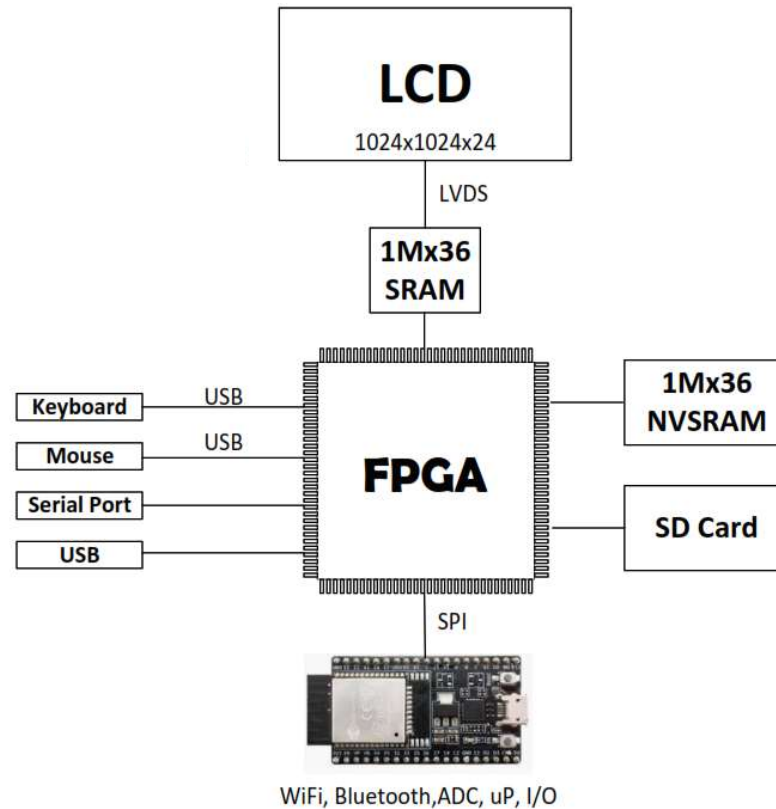 LCD
1024x1024x24
LVDS
1Mx36
SRAM
USB
Keyboard
USB
Mouse
Serial Port
USB
FPGA
1Mx36
NVSRAM
SD Card
SPI
WiFi, Bluetooth,ADC, uP, I/O